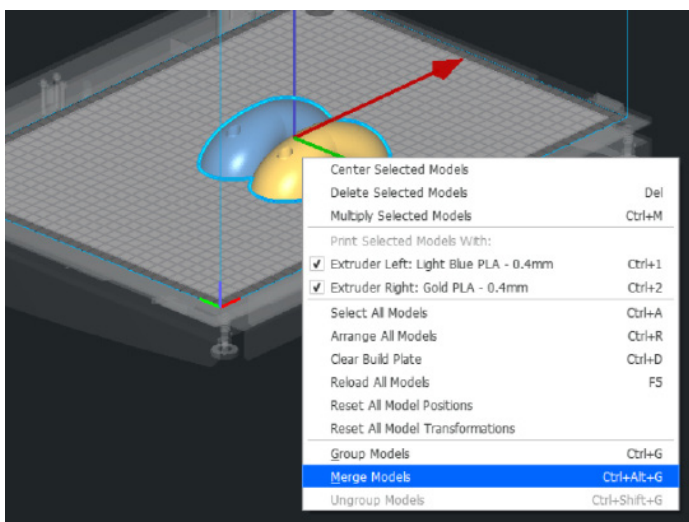 Center Selected Models
Delete Selected Models Del
Multiply Selected Models Ctrl+M
Print Selected Models With:
✓ Extruder Left: Light Blue PLA - 0.4mm Ctrl+1
✓ Extruder Right: Gold PLA - 0.4mm Ctrl+2
Select All Models Ctrl+A
Arrange All Models Ctrl+R
Clear Build Plate Ctrl+D
Reload All Models F5
Reset All Model Positions
Reset All Model Transformations
Group Models Ctrl+G
Merge Models Ctrl+Alt+G
Ungroup Models Ctrl+Shift+G